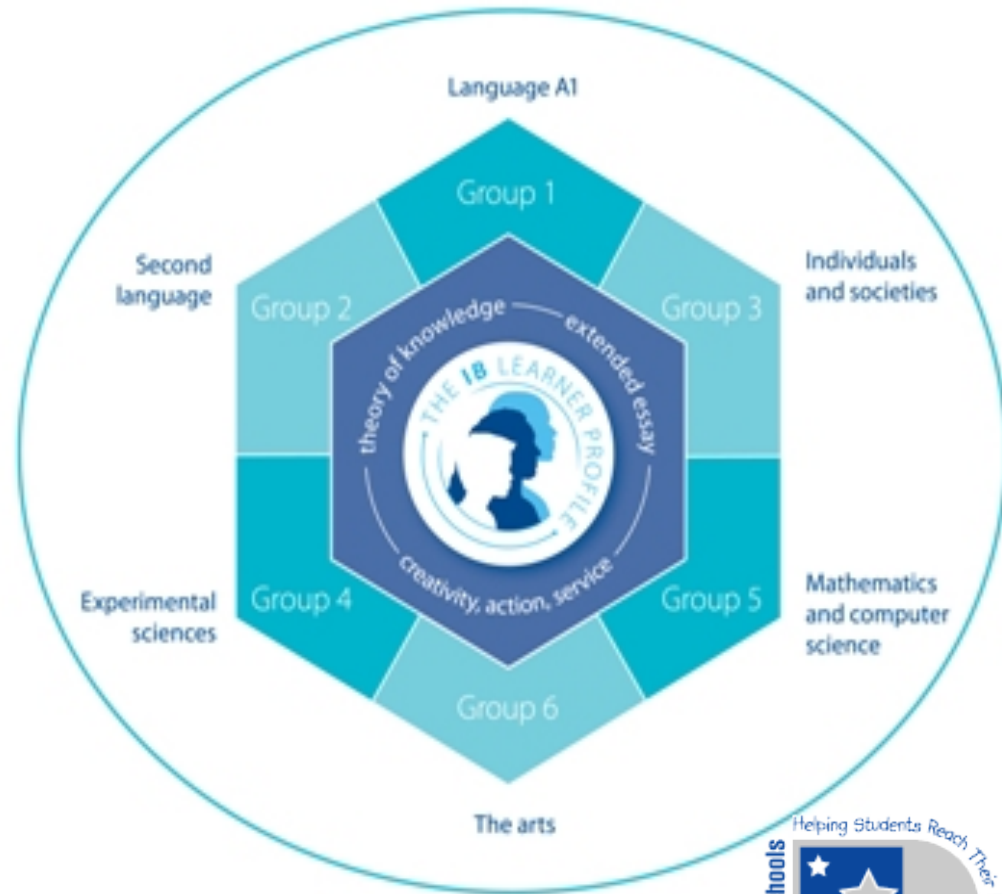 Language A1
Group 1
Second
language
Group 2
Group 3
Individuals
and societies
theory of knowledge
extended essay
THE IB LEARNER PROFILE
creativity, action, service
Experimental
sciences
Group 4
Group 5
Mathematics
and computer
science
Group 6
The arts
Helping Students Reach Their